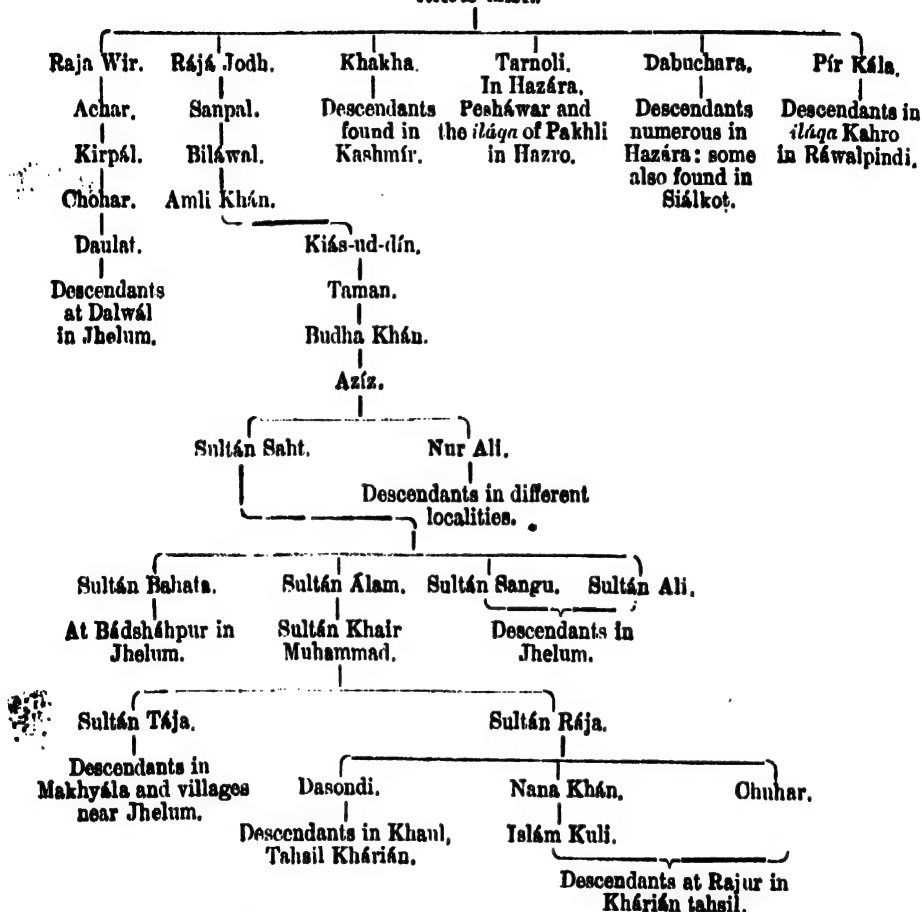 Raja Wir. Rájá Jodh. Khakha. Tarnoli. Dabuchara. Pír Kála.
In Hazára,
Achar. Sanpal. Descendants Pesháwar and Descendants Descendants in
found in the iláqa of Pakhli numerous in iláqa Kahro
Kirpál. Biláwal. Kashmír. in Hazro. Hazára: some in Ráwalpindi.
also found in
Chohar. Amli Khán. Siálkot.
Daulat. Kiás-ud-dín.
Descendants Taman.
at Dalwál
in Jhelum. Budha Khán.
Azíz.
Sultán Saht. Nur Ali.
Descendants in different
localities.
Sultán Bahata. Sultán Álam. Sultán Sangu. Sultán Ali.
At Bádsháhpur in Sultán Khair Descendants in
Jhelum. Muhammad. Jhelum.
Sultán Tája. Sultán Rája.
Descendants in
Makhyála and villages Dasondi. Nana Khán. Chuhar.
near Jhelum.
Descendants in Khaul, Islám Kuli.
Tahsil Khárián.
Descendants at Rajur in
Khárián tahsil.